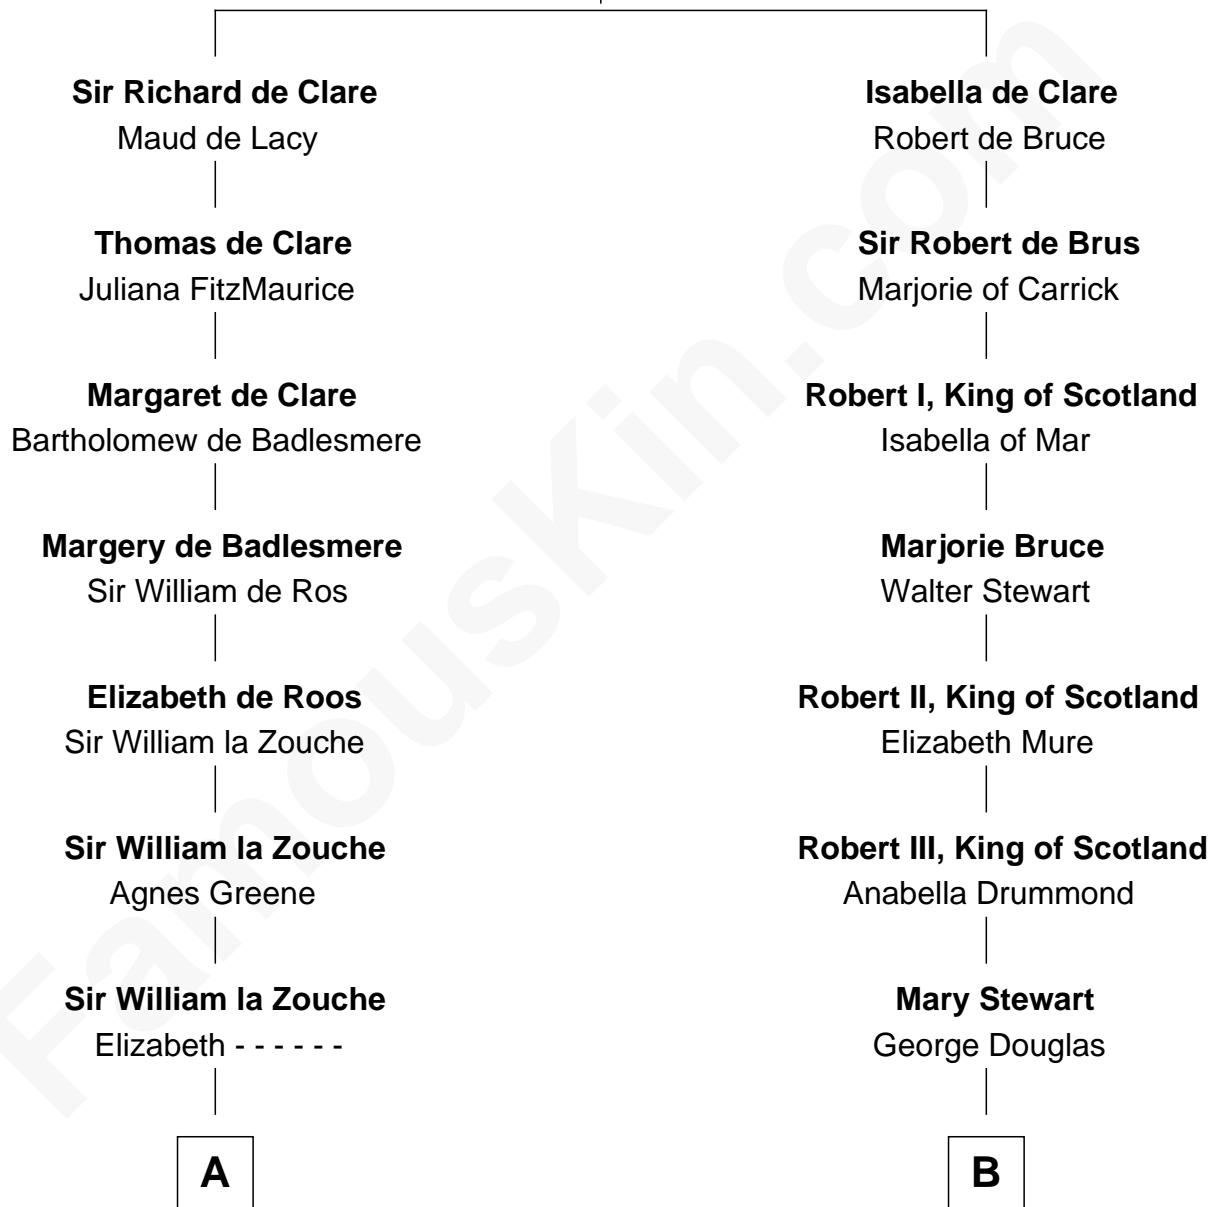 Sir Richard de Clare
Maud de Lacy
Thomas de Clare
Juliana FitzMaurice
Margaret de Clare
Bartholomew de Badlesmere
Margery de Badlesmere
Sir William de Ros
Elizabeth de Roos
Sir William la Zouche
Sir William la Zouche
Agnes Greene
Sir William la Zouche
Elizabeth - - - - - -
A
Isabella de Clare
Robert de Bruce
Sir Robert de Brus
Marjorie of Carrick
Robert I, King of Scotland
Isabella of Mar
Marjorie Bruce
Walter Stewart
Robert II, King of Scotland
Elizabeth Mure
Robert III, King of Scotland
Anabella Drummond
Mary Stewart
George Douglas
B
FamousKin.com